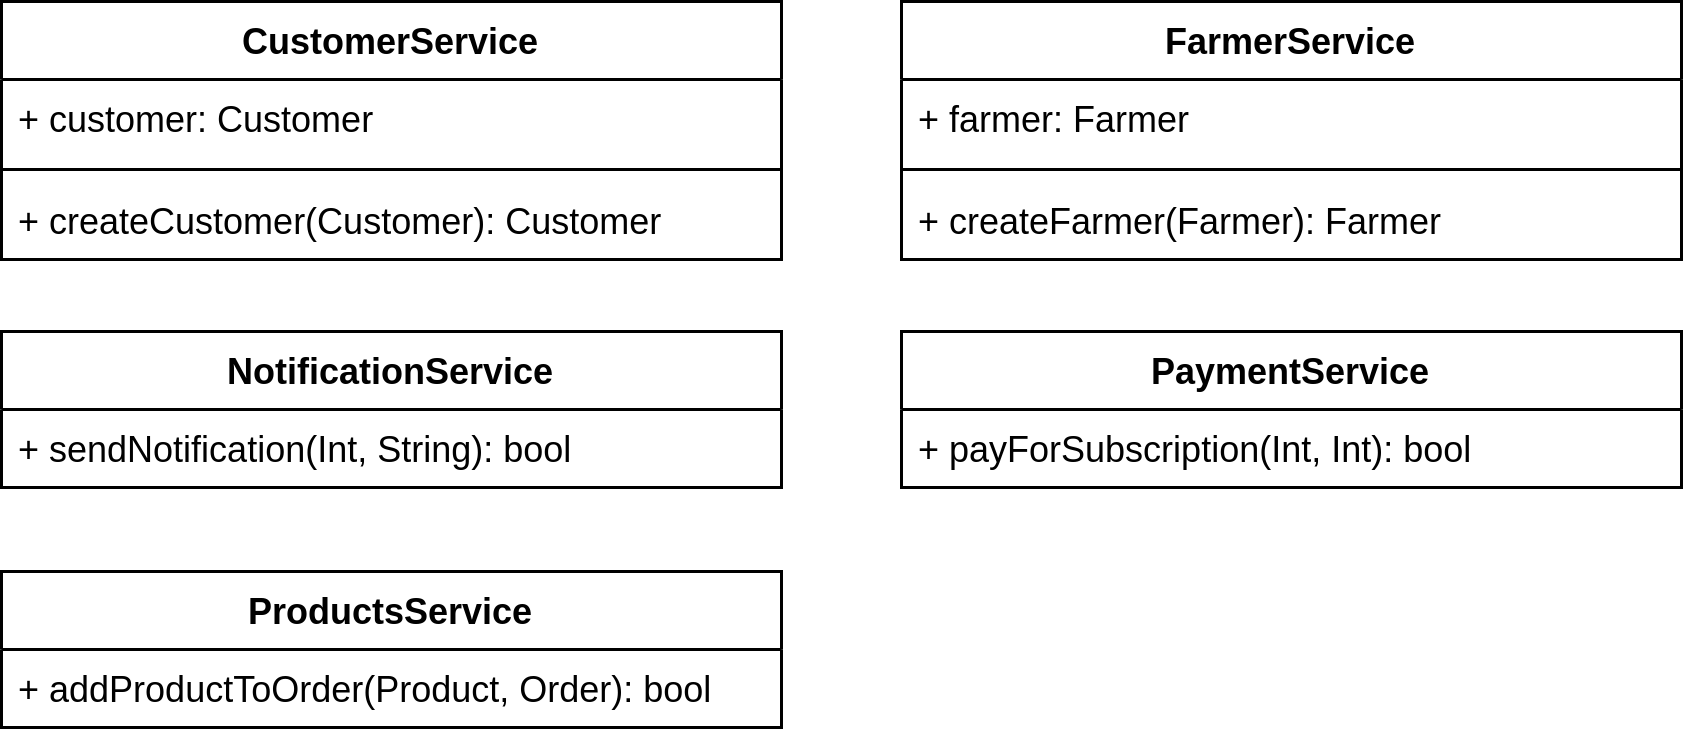 CustomerService
+ customer: Customer
+ createCustomer(Customer): Customer
FarmerService
+ farmer: Farmer
+ createFarmer(Farmer): Farmer
NotificationService
+ sendNotification(Int, String): bool
PaymentService
+ payForSubscription(Int, Int): bool
ProductsService
+ addProductToOrder(Product, Order): bool